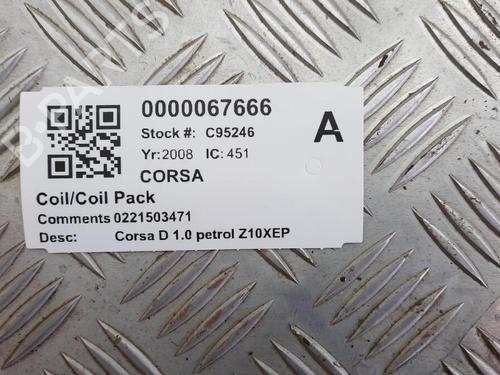 B-PARTS
0000067666
Stock #: C95246
A
Yr: 2008 IC: 451
CORSA
Coil/Coil Pack
Comments 0221503471
Desc: Corsa D 1.0 petrol Z10XEP